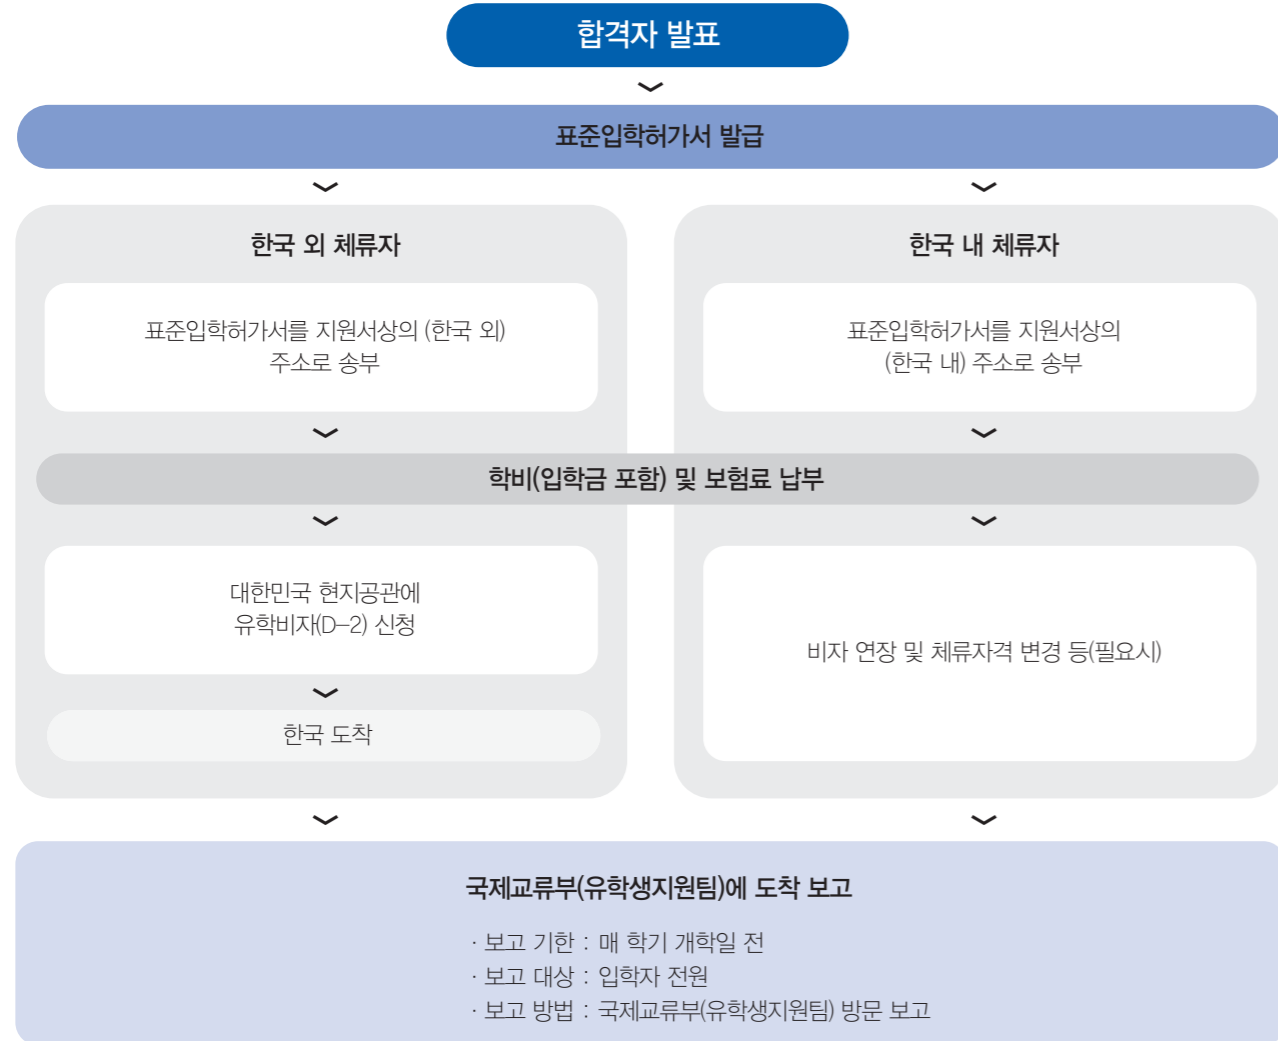 합격자 발표
표준입학허가서 발급
한국 외 체류자
표준입학허가서를 지원서상의 (한국 외)
주소로 송부
한국 내 체류자
표준입학허가서를 지원서상의
(한국 내) 주소로 송부
학비(입학금 포함) 및 보험료 납부
대한민국 현지공관에
유학비자(D-2) 신청
한국 도착
비자 연장 및 체류자격 변경 등(필요시)
국제교류부(유학생지원팀)에 도착 보고
· 보고 기한 : 매 학기 개학일 전
· 보고 대상 : 입학자 전원
· 보고 방법 : 국제교류부(유학생지원팀) 방문 보고